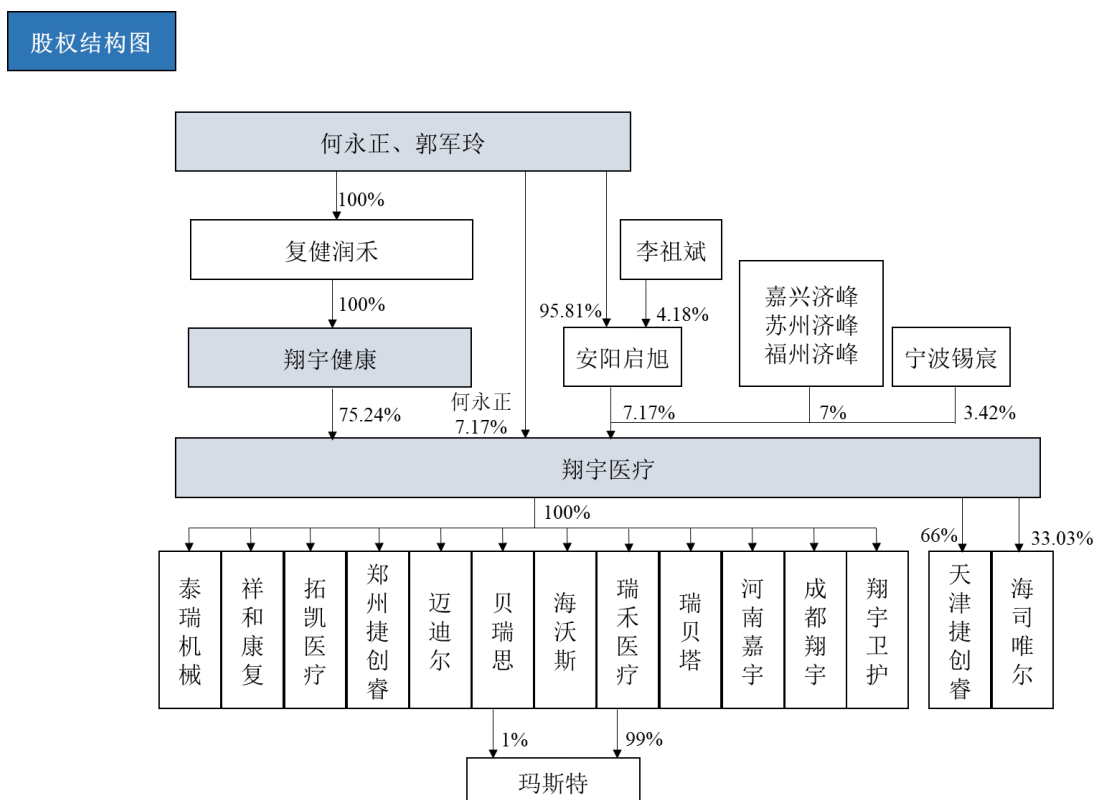 股权结构图
何永正、郭军玲
100%
复健润禾
李祖斌
100%
95.81%
4.18%
嘉兴济峰
苏州济峰
福州济峰
翔宇健康
安阳启旭
宁波锡宸
75.24%
何永正
7.17%
7.17%
7%
3.42%
翔宇医疗
100%
66%
33.03%
泰瑞机械
祥和康复
拓凯医疗
郑州捷创睿
迈迪尔
贝瑞思
海沃斯
瑞禾医疗
瑞贝塔
河南嘉宇
成都翔宇
翔宇卫护
天津捷创睿
海司唯尔
1%
99%
玛斯特